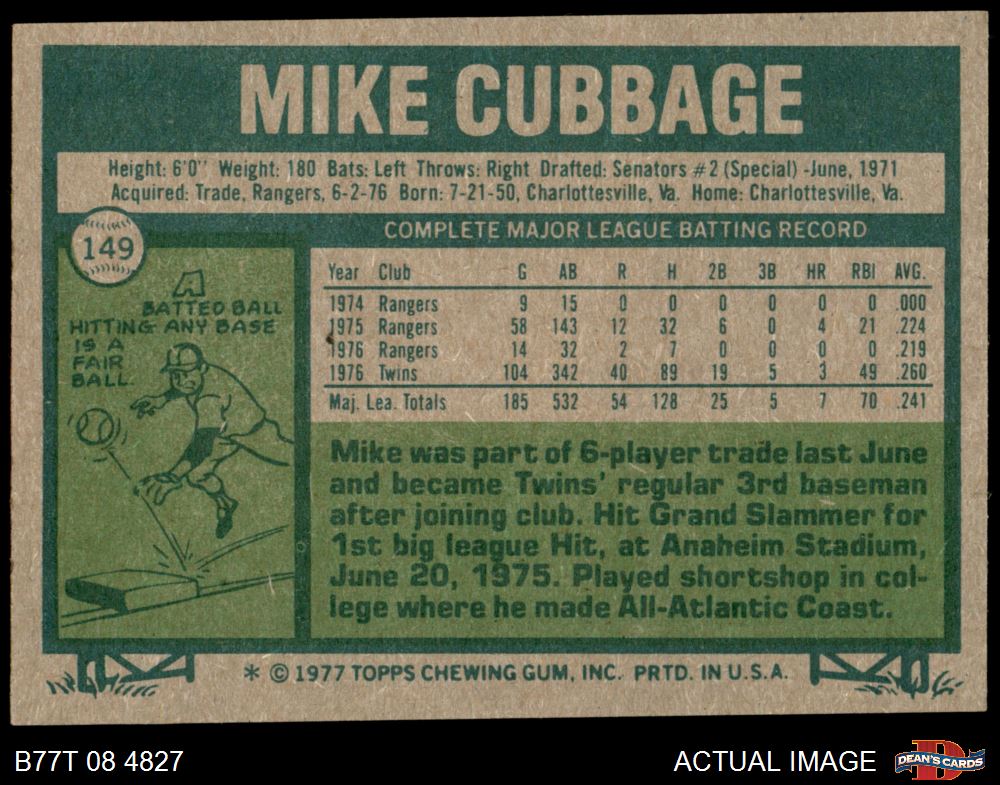 MIKE CUBBAGE
Height: 6'0" Weight: 180 Bats: Left Throws: Right Drafted: Senators #2 (Special) -June, 1971
Acquired: Trade, Rangers, 6-2-76 Born: 7-21-50, Charlottesville, Va. Home: Charlottesville, Va.
149
A
BATTED BALL
HITTING ANY BASE
IS A
FAIR
BALL.
COMPLETE MAJOR LEAGUE BATTING RECORD
Year Club G AB R H 2B 3B HR RBI AVG.
1974 Rangers 9 15 0 0 0 0 0 0 .000
1975 Rangers 58 143 12 32 6 0 4 21 .224
1976 Rangers 14 32 2 7 0 0 0 0 .219
1976 Twins 104 342 40 89 19 5 3 49 .260
Maj. Lea. Totals 185 532 54 128 25 5 7 70 .241
Mike was part of 6-player trade last June
and became Twins' regular 3rd baseman
after joining club. Hit Grand Slammer for
1st big league Hit, at Anaheim Stadium,
June 20, 1975. Played shortshop in col-
lege where he made All-Atlantic Coast.
* © 1977 TOPPS CHEWING GUM, INC. PRTD. IN U.S.A.
B77T 08 4827
ACTUAL IMAGE
D
DEAN'S CARDS